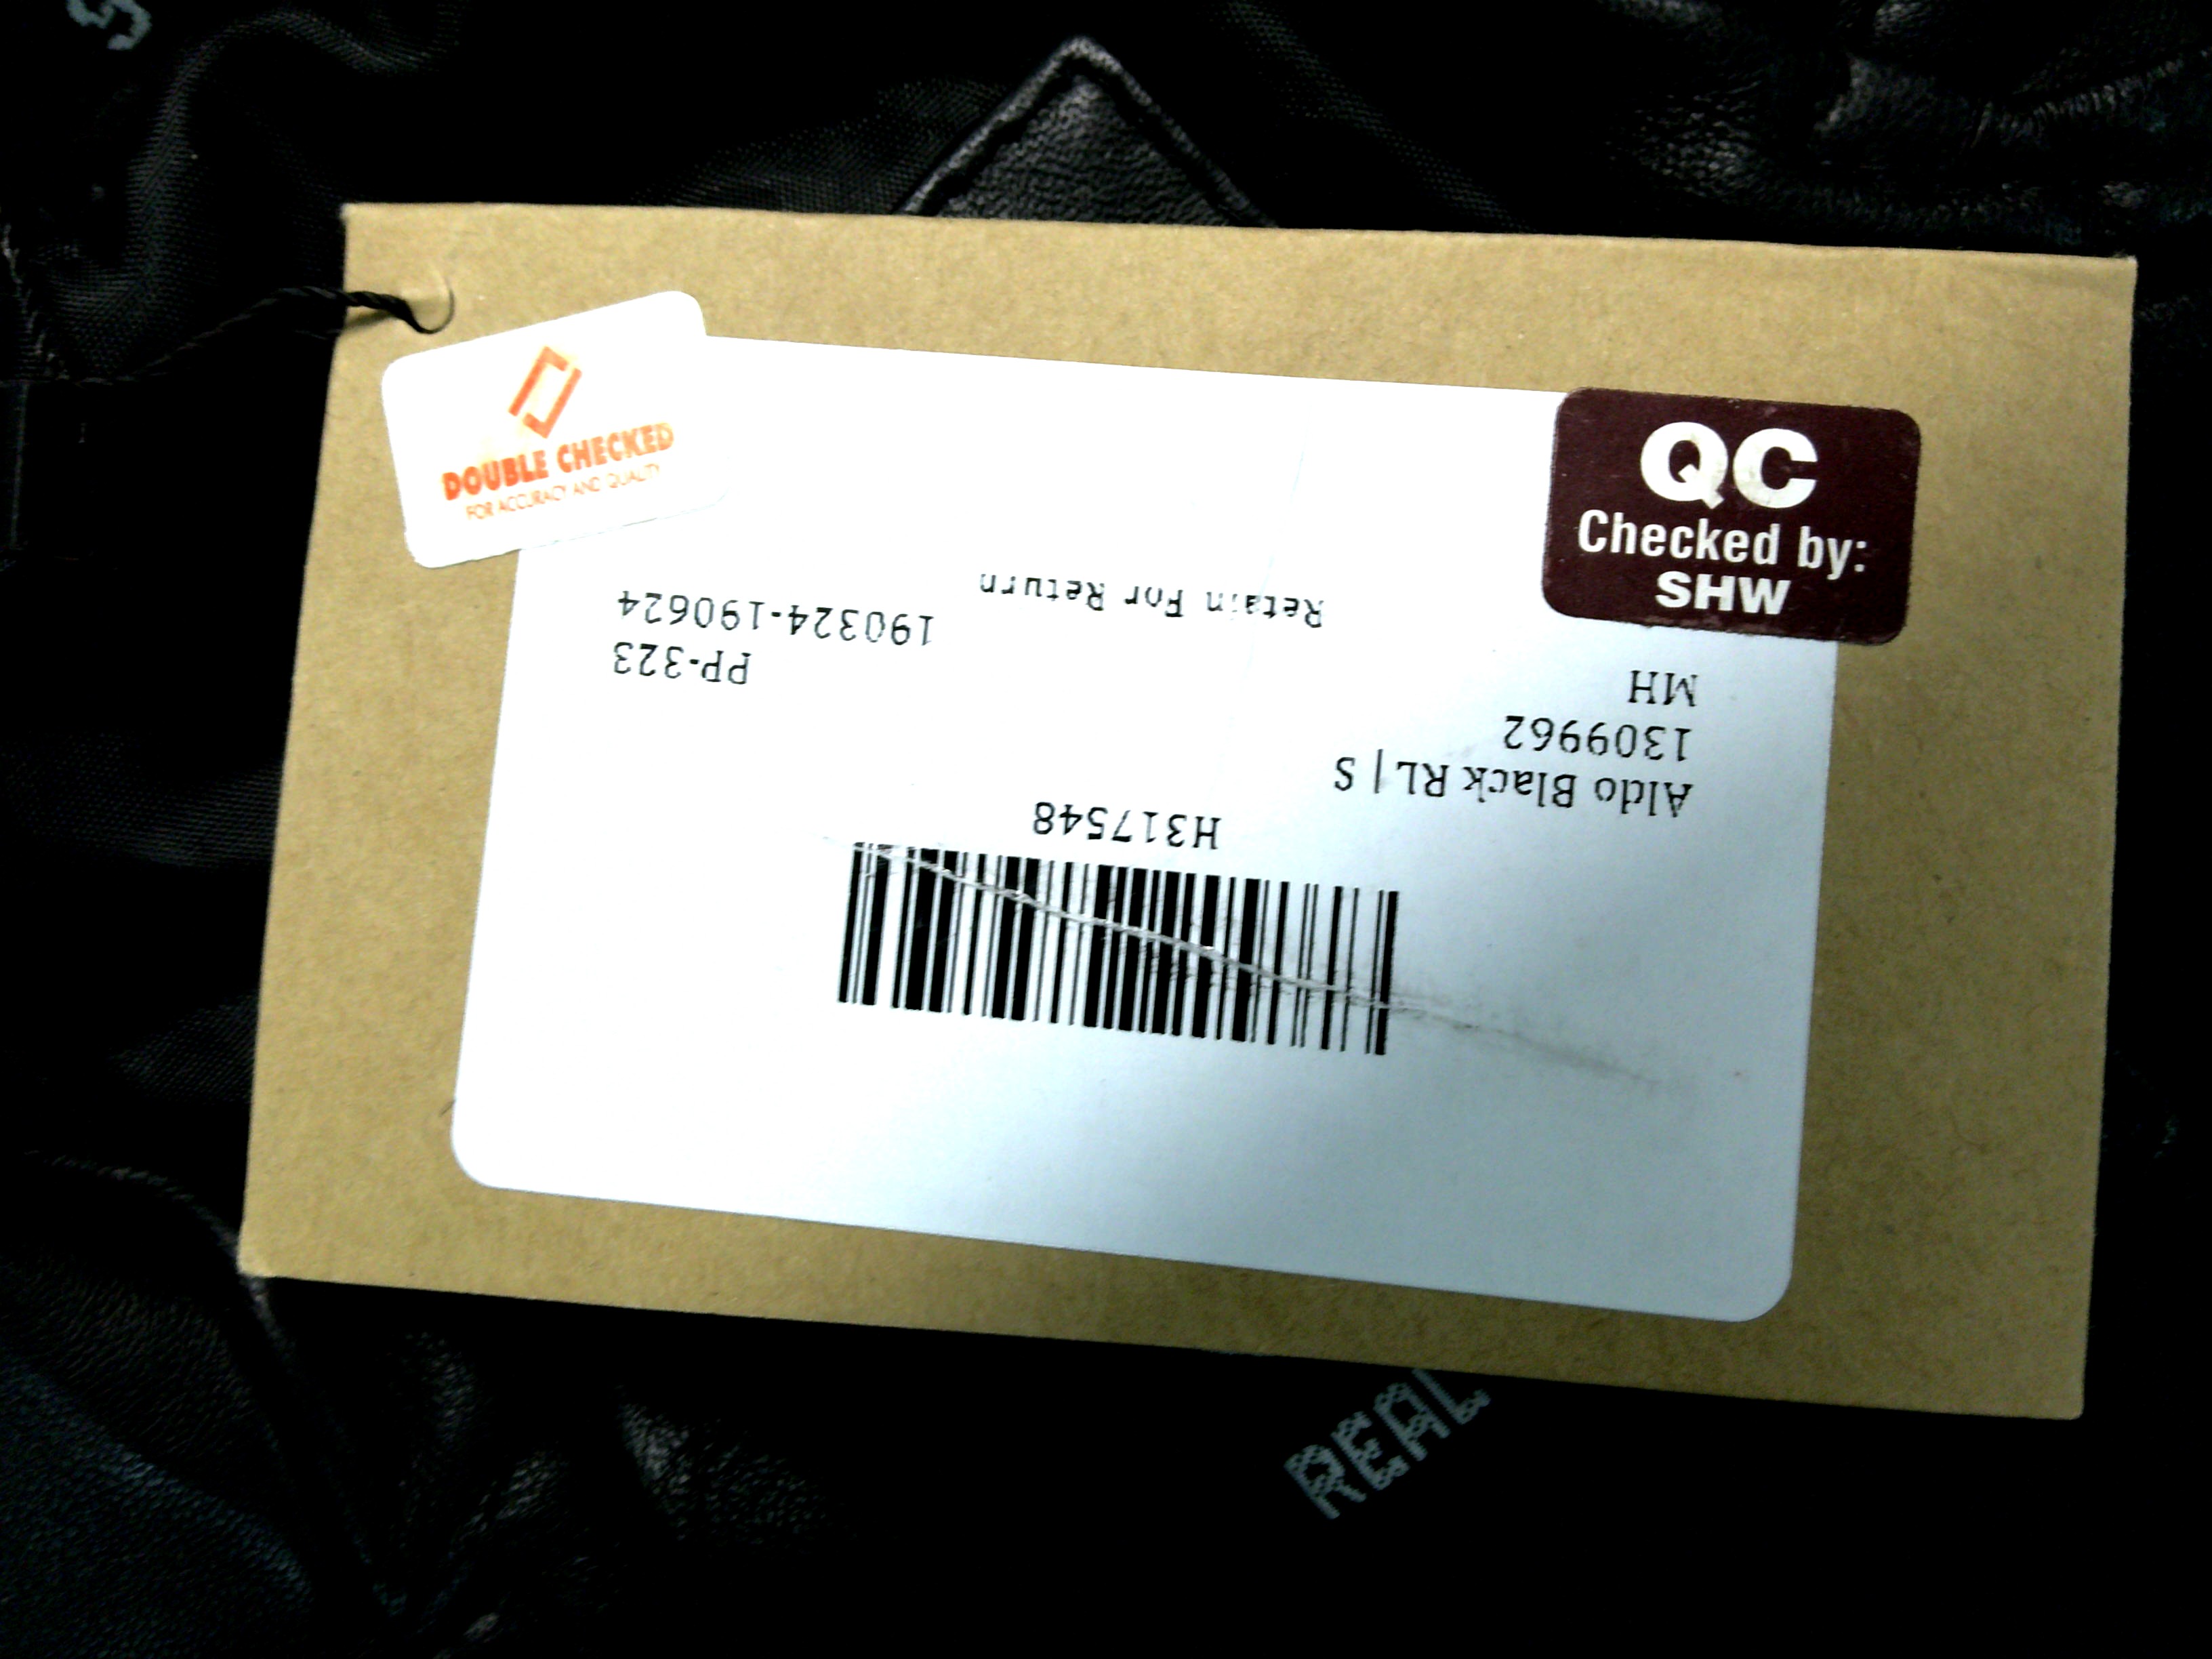 DOUBLE CHECKED
FOR ACCURACY AND QUALITY
QC
Checked by:
SHW
H317548
Aldo Black RL | S
1309962
MH
PP-323
190324-190624
Retain For Return
REAL
S